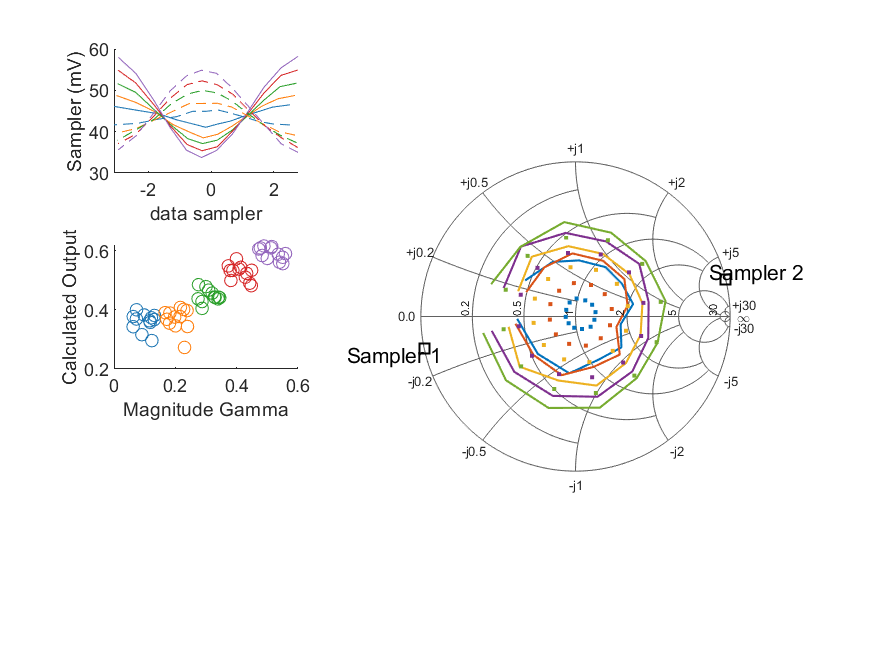 60
50
40
30
Sampler (mV)
-2
0
2
data sampler
0.6
0.4
0.2
Calculated Output
0
0.2
0.4
0.6
Magnitude Gamma
+j1
+j0.5
+j2
+j0.2
+j5
Sampler 2
0.0
0.2
0.5
1
2
5
30
+j30
∞
-j30
Sampler 1
-j0.2
-j5
-j0.5
-j2
-j1